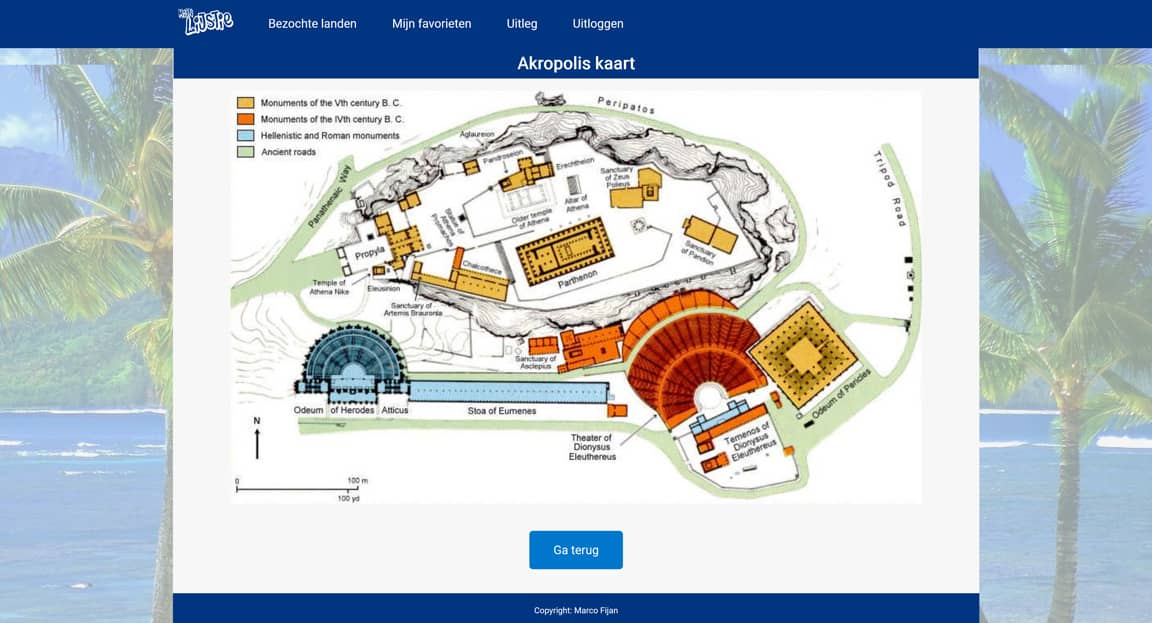 MIJN
LIJSTJE
Bezochte landen
Mijn favorieten
Uitleg
Uitloggen
Akropolis kaart
Monuments of the Vth century B. C.
Monuments of the IVth century B. C.
Hellenistic and Roman monuments
Ancient roads
Peripatos
Aglaureion
Pandroseion
Erechtheion
Sanctuary
of Zeus
Polieus
Tripod Road
Panathenaic Way
Statue of
Athena
Promachos
Older temple
of Athena
Altar of
Athena
Propyla
Chalcothece
Parthenon
Sanctuary
of Pandion
Temple of
Athena Nike
Eleusinion
Sanctuary of
Artemis Brauronia
Sanctuary of
Asclepius
Odeum of Herodes Atticus
Stoa of Eumenes
Odeum of Pericles
Theater of
Dionysus
Eleuthereus
Temenos of
Dionysus
Eleuthereus
N
0
100 m
100 yd
Ga terug
Copyright: Marco Fijan